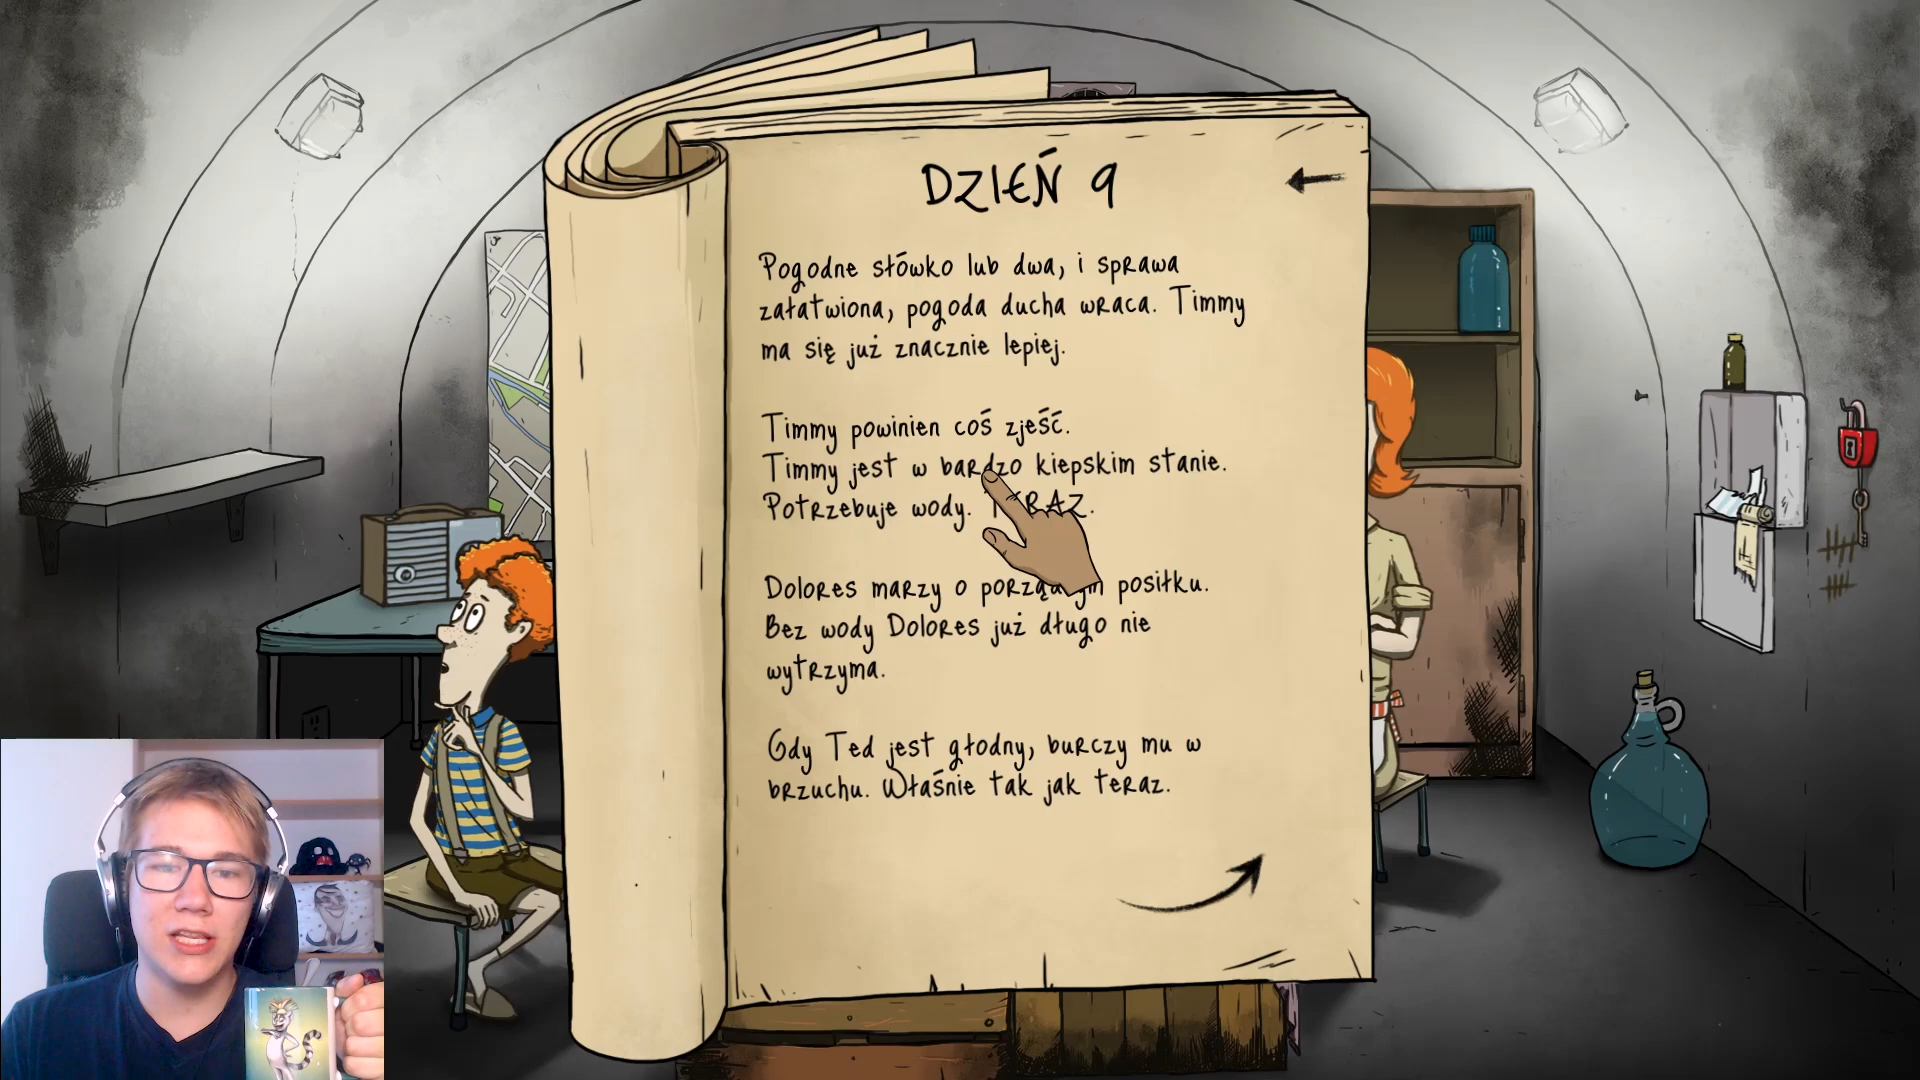 DZIEŃ 9
Pogodne słówko lub dwa, i sprawa
załatwiona, pogoda ducha wraca. Timmy
ma się już znacznie lepiej.
Timmy powinien coś zjeść.
Timmy jest w bardzo kiepskim stanie.
Potrzebuje wody.
Dolores marzy o porządnym posiłku.
Bez wody Dolores już długo nie
wytrzyma.
Gdy Ted jest głodny, burczy mu w
brzuchu. Właśnie tak jak teraz.